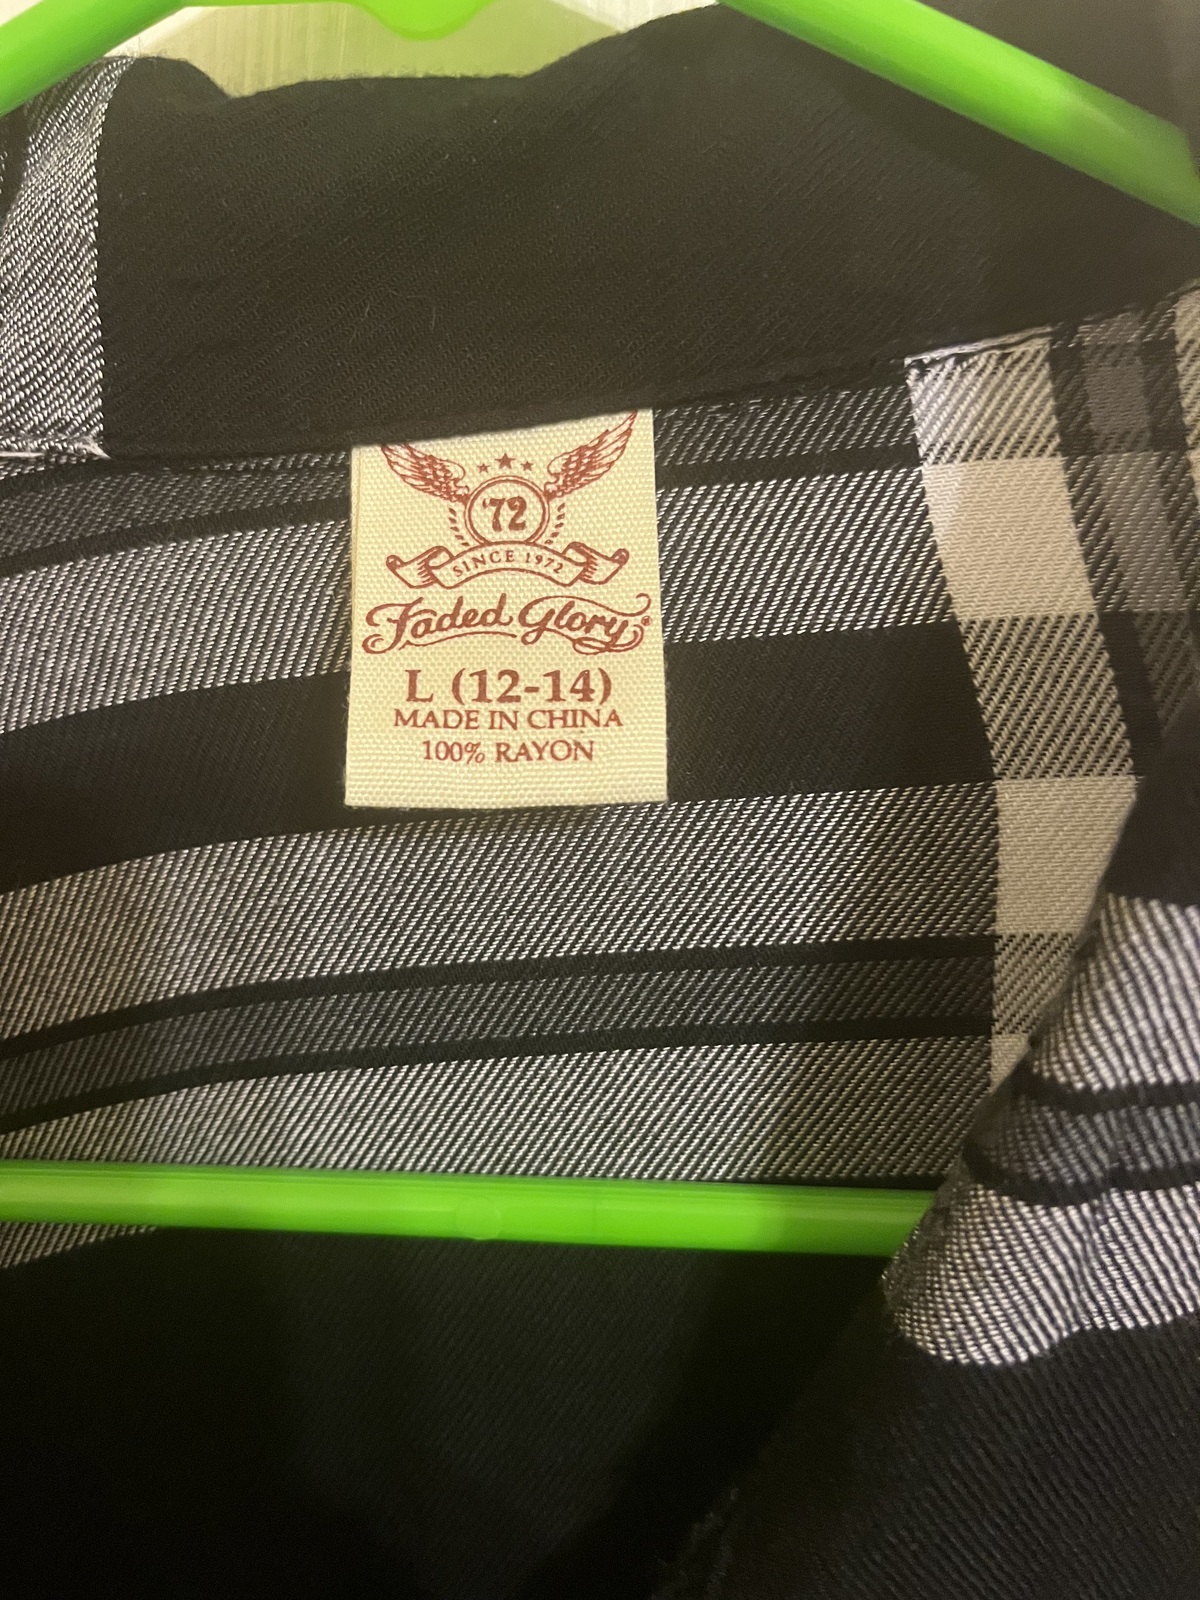 '72
SINCE 1972
Faded Glory®
L (12-14)
MADE IN CHINA
100% RAYON